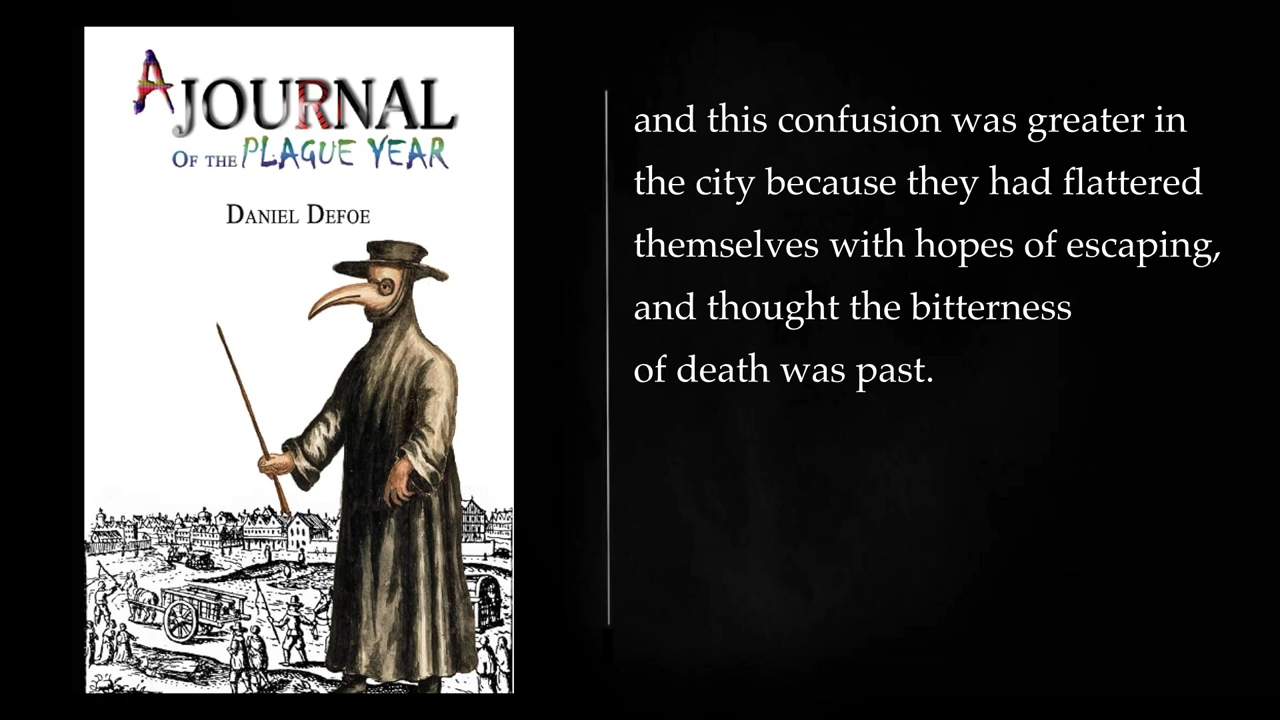 A JOURNAL
OF THE PLAGUE YEAR
DANIEL DEFOE
and this confusion was greater in
the city because they had flattered
themselves with hopes of escaping,
and thought the bitterness
of death was past.